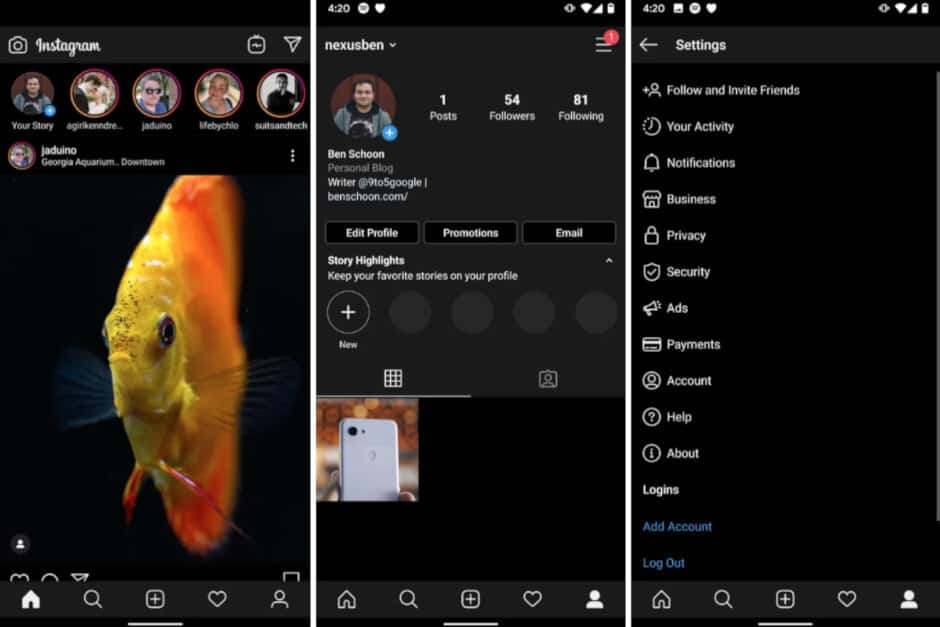 Instagram
Your Story
agirlkenndre...
jaduino
lifebychlo
suitsandtech
jaduino
Georgia Aquarium.. Downtown
4:20
nexusben
1
1
54
81
Posts
Followers
Following
Ben Schoon
Personal Blog
Writer @9to5google |
benschoon.com/
Edit Profile
Promotions
Email
Story Highlights
Keep your favorite stories on your profile
New
4:20
Settings
Follow and Invite Friends
Your Activity
Notifications
Business
Privacy
Security
Ads
Payments
Account
Help
About
Logins
Add Account
Log Out